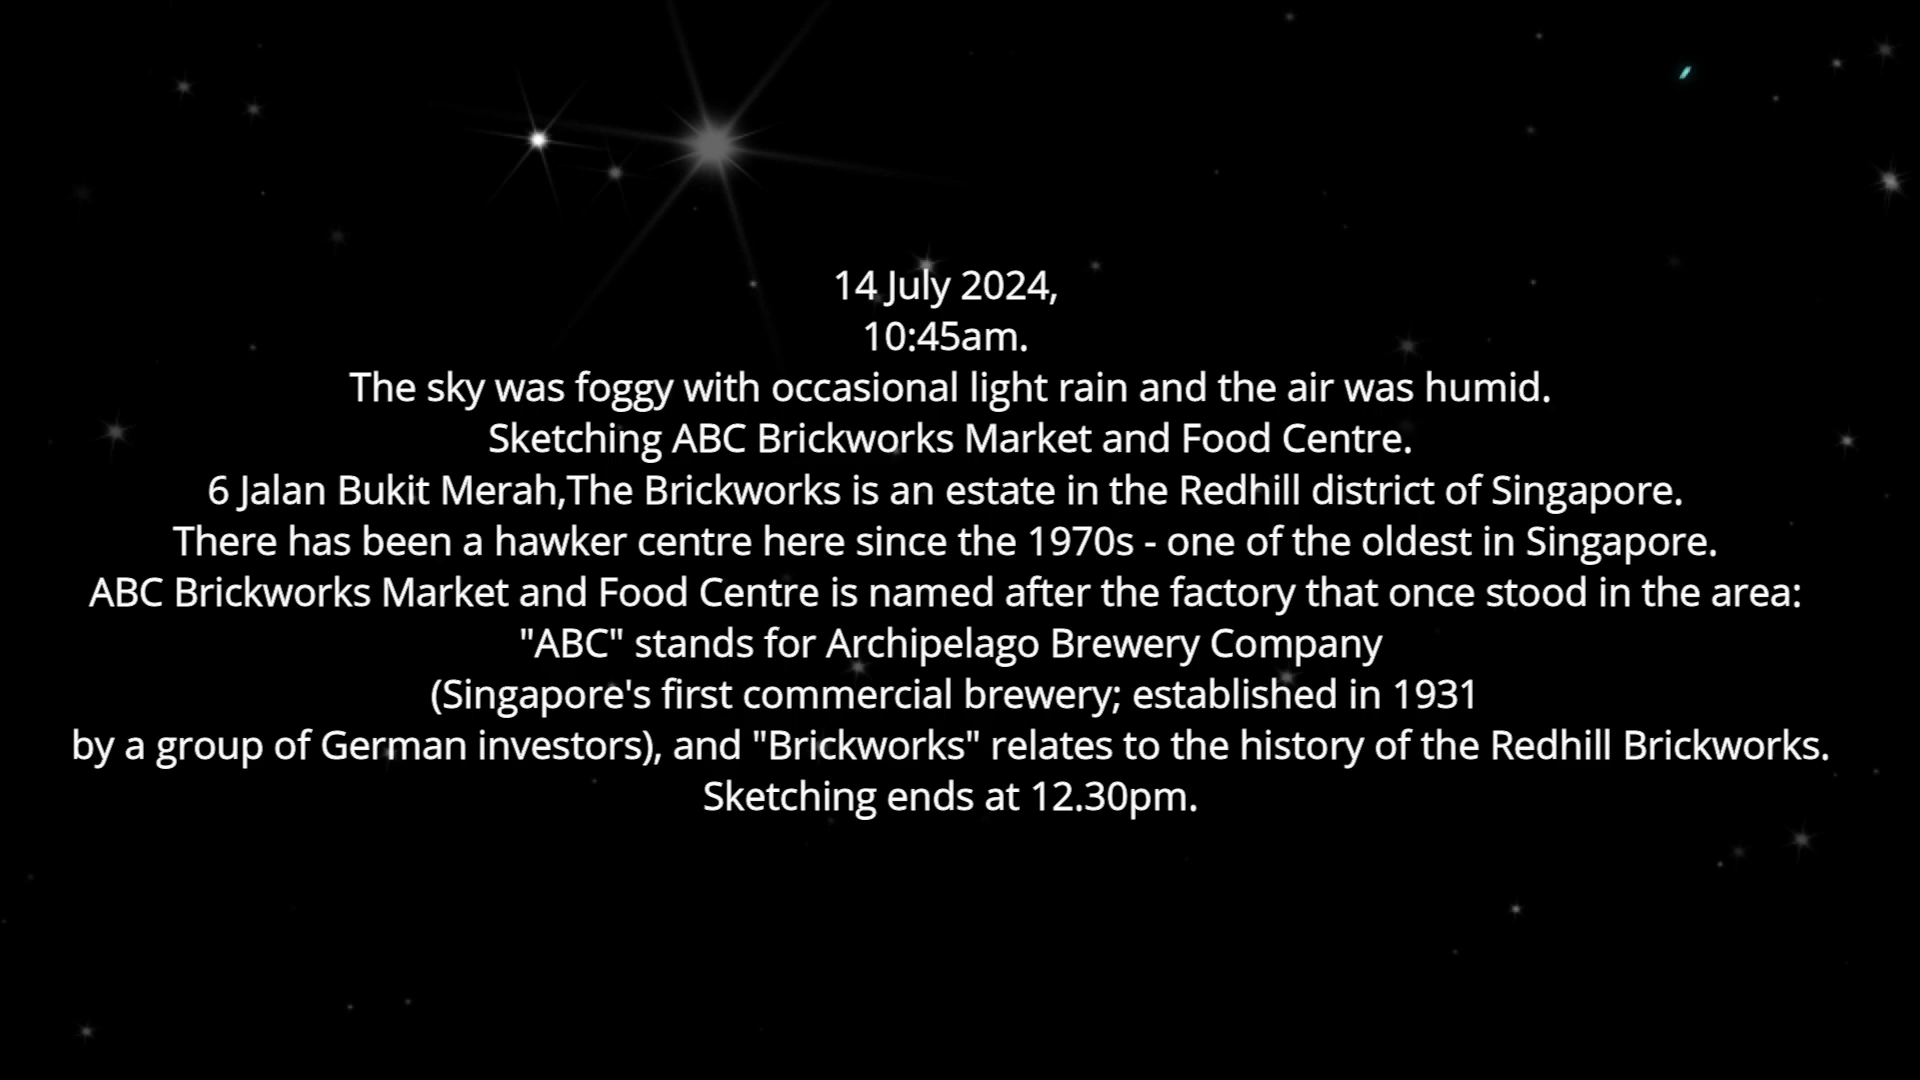 14 July 2024,
10:45am.
The sky was foggy with occasional light rain and the air was humid.
Sketching ABC Brickworks Market and Food Centre.
6 Jalan Bukit Merah,The Brickworks is an estate in the Redhill district of Singapore.
There has been a hawker centre here since the 1970s - one of the oldest in Singapore.
ABC Brickworks Market and Food Centre is named after the factory that once stood in the area:
"ABC" stands for Archipelago Brewery Company
(Singapore's first commercial brewery; established in 1931
by a group of German investors), and "Brickworks" relates to the history of the Redhill Brickworks.
Sketching ends at 12.30pm.